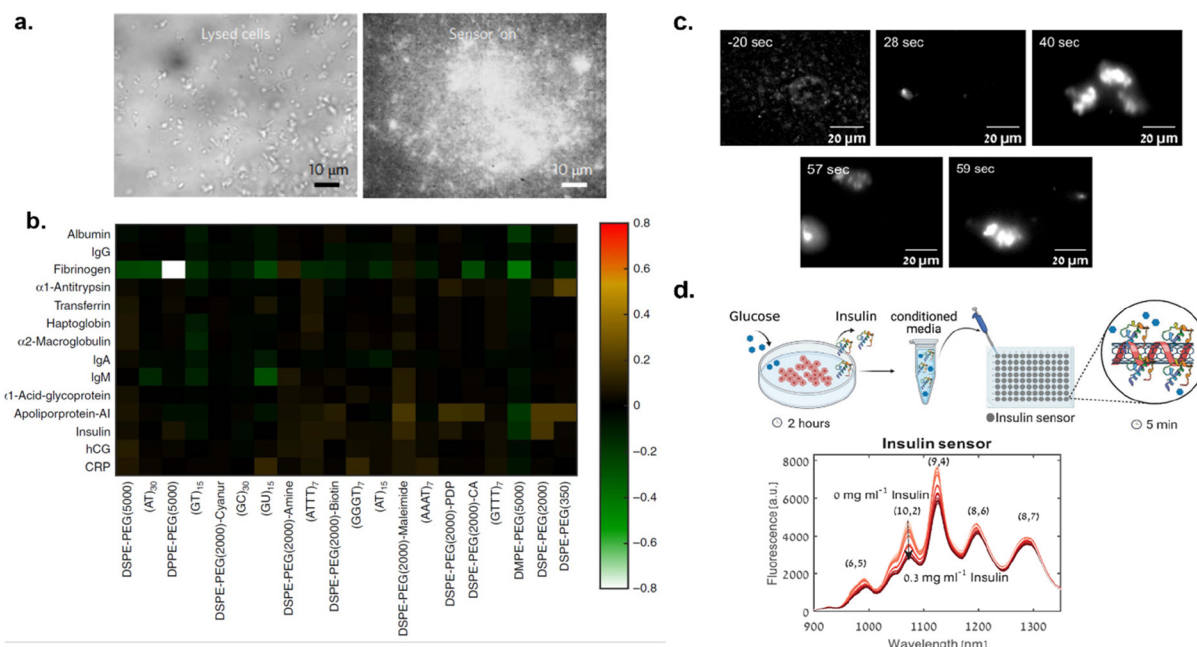 a.
Lysed cells
10 µm
Sensor 'on'
10 µm
b.
Albumin
IgG
Fibrinogen
α1-Antitrypsin
Transferrin
Haptoglobin
α2-Macroglobulin
IgA
IgM
α1-Acid-glycoprotein
Apoliporprotein-AI
Insulin
hCG
CRP
DSPE-PEG(5000)
(AT)30
DPPE-PEG(5000)
(GT)15
DSPE-PEG(2000)-Cyanur
(GC)30
(GU)15
DSPE-PEG(2000)-Amine
(ATTT)7
DSPE-PEG(2000)-Biotin
(GGGT)7
(AT)15
DSPE-PEG(2000)-Maleimide
(AAAT)7
DSPE-PEG(2000)-PDP
DSPE-PEG(2000)-CA
(GTTT)7
DMPE-PEG(5000)
DSPE-PEG(2000)
DSPE-PEG(350)
0.8
0.6
0.4
0.2
0
−0.2
−0.4
−0.6
−0.8
c.
-20 sec
20 µm
28 sec
20 µm
40 sec
20 µm
57 sec
20 µm
59 sec
20 µm
d.
Glucose
Insulin
conditioned
media
2 hours
Insulin sensor
5 min
Insulin sensor
Fluorescence [a.u.]
8000
6000
4000
2000
0
0 mg ml⁻¹ Insulin
0.3 mg ml⁻¹ Insulin
(6,5)
(10,2)
(9,4)
(8,6)
(8,7)
900
1000
1100
1200
1300
Wavelength [nm]